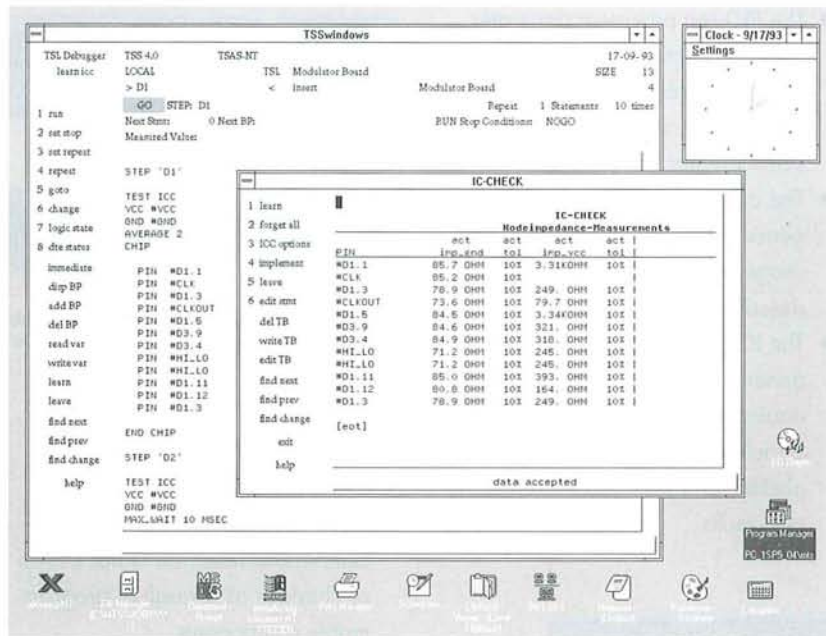 TSSwindows
TSL Debugger TSS 4.0 TSAS-NT 17-09-93
learn icc LOCAL TSL Modulator Board SIZE 13
> D1 < Insert Modulator Board 4
GO STEP: D1 Repeat 1 Statements 10 times
Next Stmt: 0 Next BP: RUN Stop Conditions: NOGO
Measured Value:
1 run
2 set stop
3 set repeat
4 repeat
5 goto
6 change
7 logic state
8 dte status
immediate
disp BP
add BP
del BP
read var
write var
learn
leave
find next
find prev
find change
help
STEP 'D1'
TEST ICC
VCC #VCC
GND #GND
AVERAGE 2
CHIP
PIN #D1.1
PIN #CLK
PIN #D1.3
PIN #CLKOUT
PIN #D1.5
PIN #D3.9
PIN #D3.4
PIN #HI_LO
PIN #HI_LO
PIN #D1.11
PIN #D1.12
PIN #D1.3
END CHIP
STEP 'D2'
TEST ICC
VCC #VCC
GND #GND
MAX_WAIT 10 MSEC
IC-CHECK
1 learn
2 forget all
3 ICC options
4 implement
5 leave
6 edit stmt
del TB
write TB
edit TB
find next
find prev
find change
exit
help
IC-CHECK
Nodeimpedance-Measurements
act act act act |
PIN imp_gnd tol imp_vcc tol |
#D1.1 85.7 OHM 10% 3.31KOHM 10% |
#CLK 85.2 OHM 10% |
#D1.3 78.9 OHM 10% 249. OHM 10% |
#CLKOUT 73.6 OHM 10% 79.7 OHM 10% |
#D1.5 84.5 OHM 10% 3.34KOHM 10% |
#D3.9 84.6 OHM 10% 321. OHM 10% |
#D3.4 84.9 OHM 10% 318. OHM 10% |
#HI_LO 71.2 OHM 10% 245. OHM 10% |
#HI_LO 71.2 OHM 10% 245. OHM 10% |
#D1.11 85.0 OHM 10% 393. OHM 10% |
#D1.12 80.8 OHM 10% 164. OHM 10% |
#D1.3 78.9 OHM 10% 249. OHM 10% |
[eot]
data accepted
Clock - 9/17/93
Settings
Program Manager